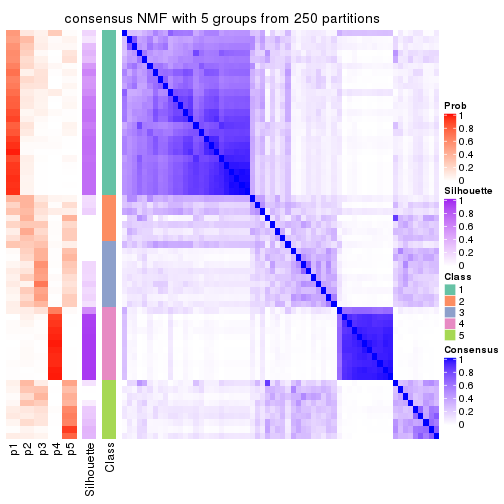 consensus NMF with 5 groups from 250 partitions
Prob
1
0.8
0.6
0.4
0.2
0
Silhouette
1
0.8
0.6
0.4
0.2
0
Class
1
2
3
4
5
Consensus
1
0.8
0.6
0.4
0.2
0
p1
p2
p3
p4
p5
Silhouette
Class